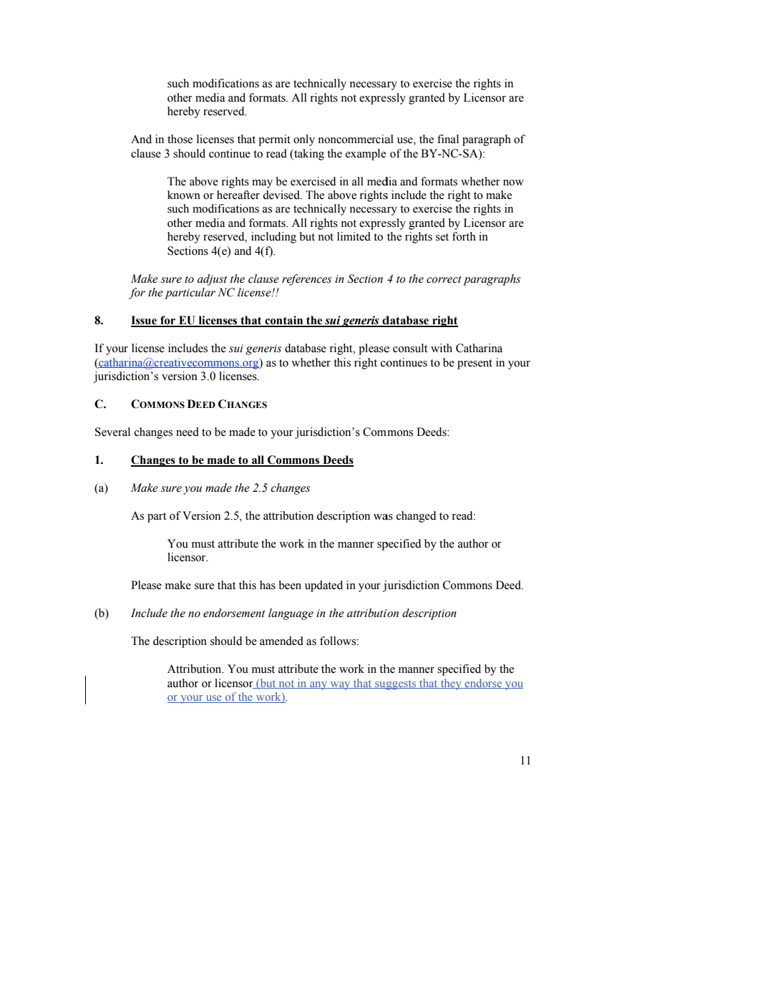 such modifications as are technically necessary to exercise the rights in
other media and formats. All rights not expressly granted by Licensor are
hereby reserved.
And in those licenses that permit only noncommercial use, the final paragraph of
clause 3 should continue to read (taking the example of the BY-NC-SA):
The above rights may be exercised in all media and formats whether now
known or hereafter devised. The above rights include the right to make
such modifications as are technically necessary to exercise the rights in
other media and formats. All rights not expressly granted by Licensor are
hereby reserved, including but not limited to the rights set forth in
Sections 4(e) and 4(f).
Make sure to adjust the clause references in Section 4 to the correct paragraphs
for the particular NC license!!
8. Issue for EU licenses that contain the sui generis database right
If your license includes the sui generis database right, please consult with Catharina
(catharina@creativecommons.org) as to whether this right continues to be present in your
jurisdiction’s version 3.0 licenses.
C. COMMONS DEED CHANGES
Several changes need to be made to your jurisdiction’s Commons Deeds:
1. Changes to be made to all Commons Deeds
(a) Make sure you made the 2.5 changes
As part of Version 2.5, the attribution description was changed to read:
You must attribute the work in the manner specified by the author or
licensor.
Please make sure that this has been updated in your jurisdiction Commons Deed.
(b) Include the no endorsement language in the attribution description
The description should be amended as follows:
Attribution. You must attribute the work in the manner specified by the
author or licensor (but not in any way that suggests that they endorse you
or your use of the work).
11